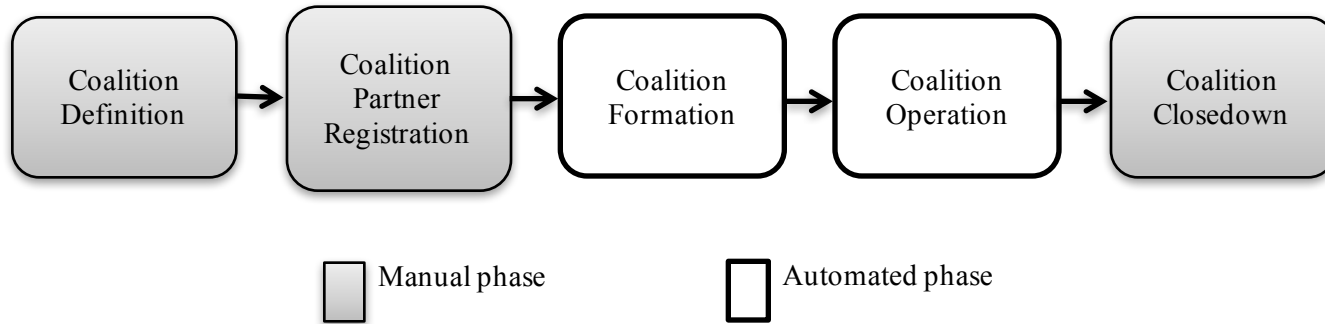 Coalition
Definition
Coalition
Partner
Registration
Coalition
Formation
Coalition
Operation
Coalition
Closedown
Manual phase
Automated phase